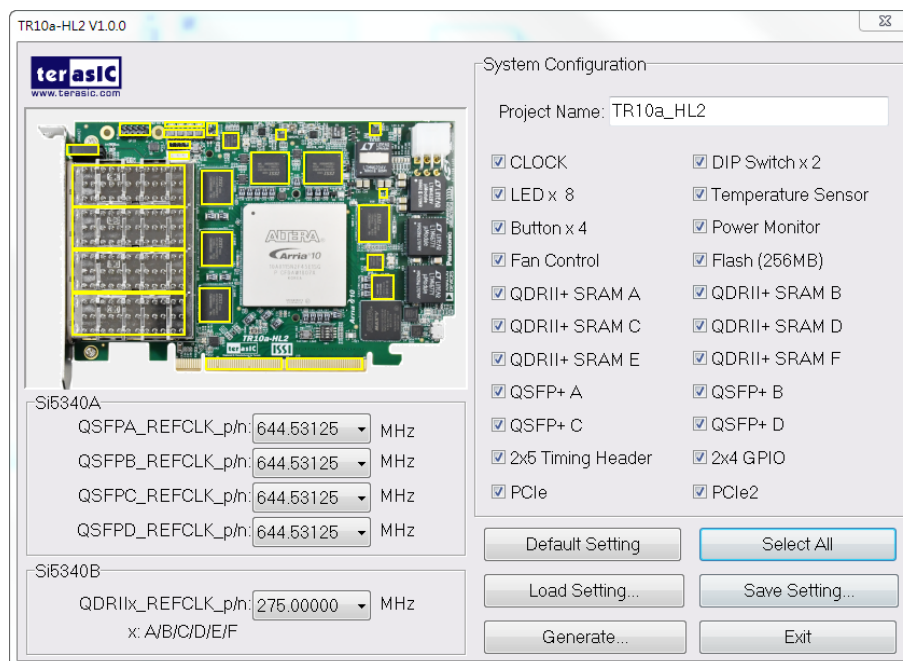 TR10a-HL2 V1.0.0
terasIC
www.terasic.com
ALTERA
Arria 10
TR10a-HL2
terasIC ISSI
Si5340A
QSFPA_REFCLK_p/n: 644.53125 MHz
QSFPB_REFCLK_p/n: 644.53125 MHz
QSFPC_REFCLK_p/n: 644.53125 MHz
QSFPD_REFCLK_p/n: 644.53125 MHz
Si5340B
QDRIIx_REFCLK_p/n: 275.00000 MHz
x: A/B/C/D/E/F
System Configuration
Project Name: TR10a_HL2
CLOCK DIP Switch x 2
LED x 8 Temperature Sensor
Button x 4 Power Monitor
Fan Control Flash (256MB)
QDRII+ SRAM A QDRII+ SRAM B
QDRII+ SRAM C QDRII+ SRAM D
QDRII+ SRAM E QDRII+ SRAM F
QSFP+ A QSFP+ B
QSFP+ C QSFP+ D
2x5 Timing Header 2x4 GPIO
PCIe PCIe2
Default Setting Select All
Load Setting... Save Setting...
Generate... Exit